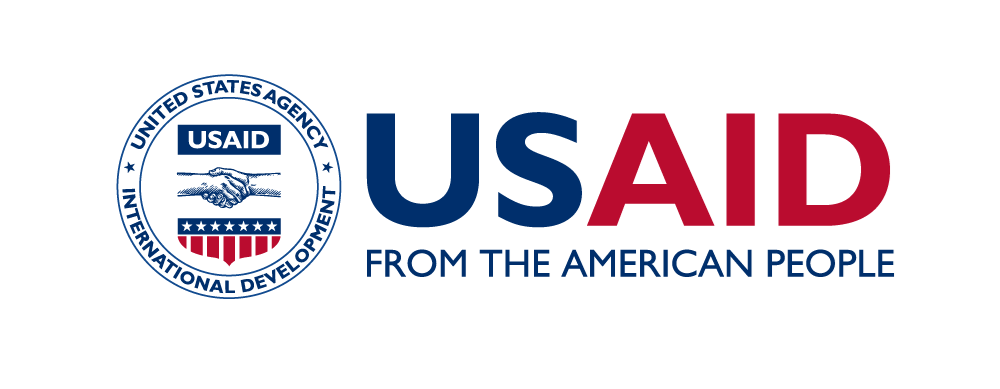 UNITED STATES AGENCY
USAID
INTERNATIONAL DEVELOPMENT
USAID
FROM THE AMERICAN PEOPLE